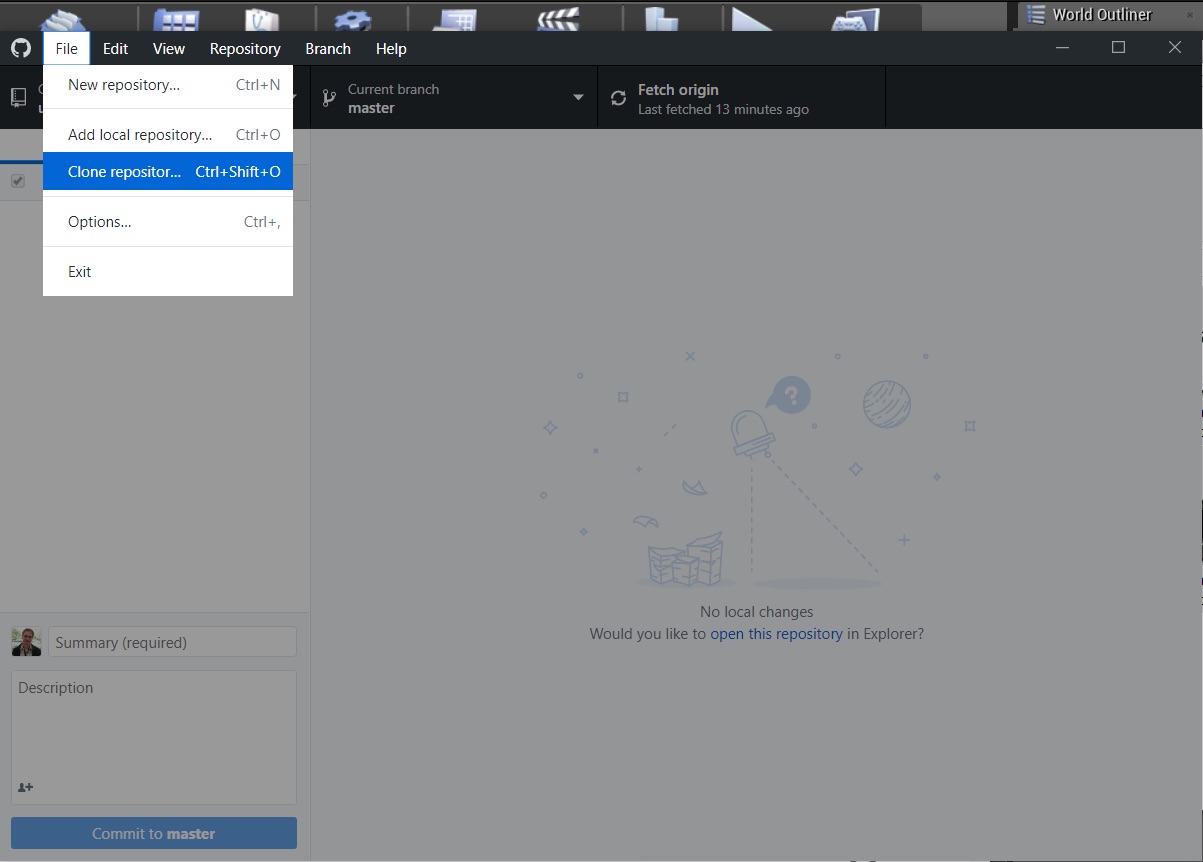 World Outliner
File Edit View Repository Branch Help
New repository... Ctrl+N
Add local repository... Ctrl+O
Clone repositor... Ctrl+Shift+O
Options... Ctrl+,
Exit
Current branch
master
Fetch origin
Last fetched 13 minutes ago
?
No local changes
Would you like to open this repository in Explorer?
Summary (required)
Description
Commit to master